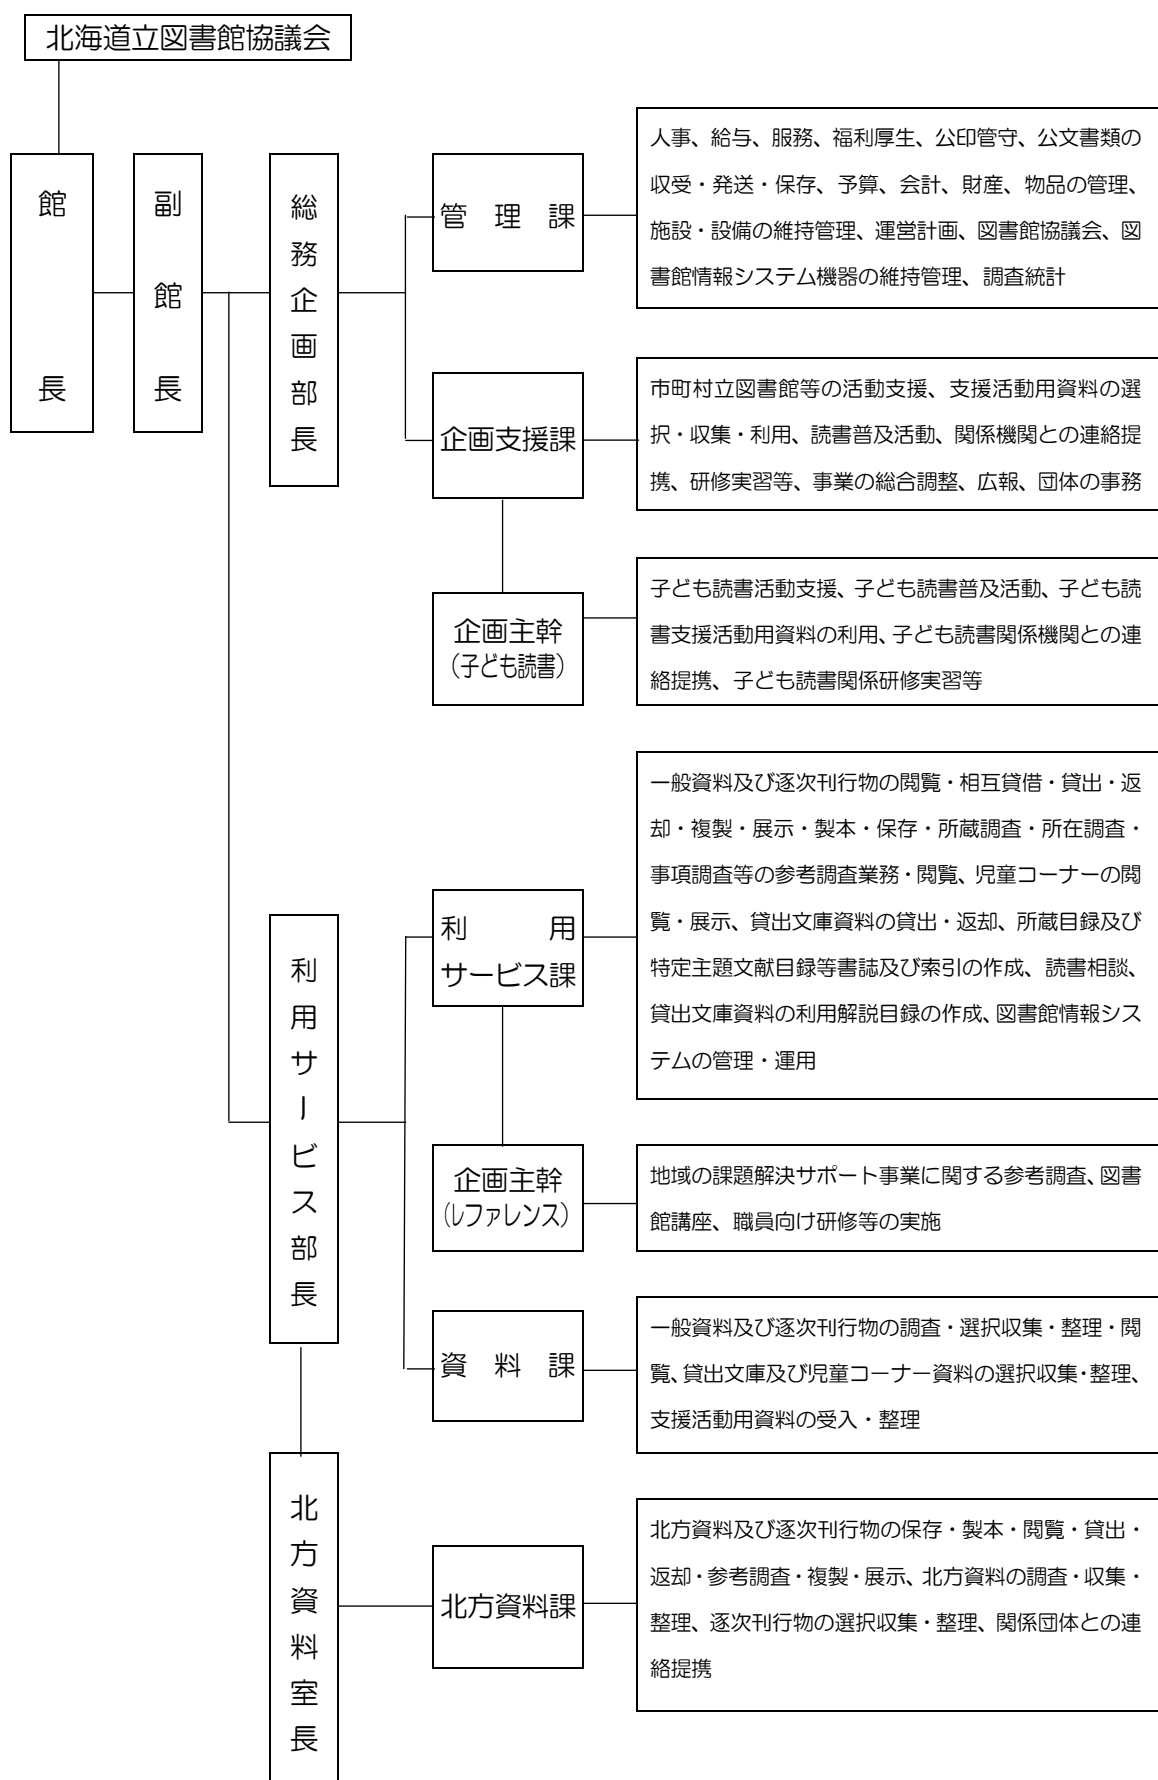 北海道立図書館協議会
館長
副館長
総務企画部長
管理課
人事、給与、服務、福利厚生、公印管守、公文書類の
収受・発送・保存、予算、会計、財産、物品の管理、
施設・設備の維持管理、運営計画、図書館協議会、図
書館情報システム機器の維持管理、調査統計
企画支援課
市町村立図書館等の活動支援、支援活動用資料の選
択・収集・利用、読書普及活動、関係機関との連絡提
携、研修実習等、事業の総合調整、広報、団体の事務
企画主幹
(子ども読書)
子ども読書活動支援、子ども読書普及活動、子ども読
書支援活動用資料の利用、子ども読書関係機関との連
絡提携、子ども読書関係研修実習等
利用サービス部長
利用
サービス課
一般資料及び逐次刊行物の閲覧・相互貸借・貸出・返
却・複製・展示・製本・保存・所蔵調査・所在調査・
事項調査等の参考調査業務・閲覧、児童コーナーの閲
覧・展示、貸出文庫資料の貸出・返却、所蔵目録及び
特定主題文献目録等書誌及び索引の作成、読書相談、
貸出文庫資料の利用解説目録の作成、図書館情報シス
テムの管理・運用
企画主幹
(レファレンス)
地域の課題解決サポート事業に関する参考調査、図書
館講座、職員向け研修等の実施
資料課
一般資料及び逐次刊行物の調査・選択収集・整理・閲
覧、貸出文庫及び児童コーナー資料の選択収集・整理、
支援活動用資料の受入・整理
北方資料室長
北方資料課
北方資料及び逐次刊行物の保存・製本・閲覧・貸出・
返却・参考調査・複製・展示、北方資料の調査・収集・
整理、逐次刊行物の選択収集・整理、関係団体との連
絡提携